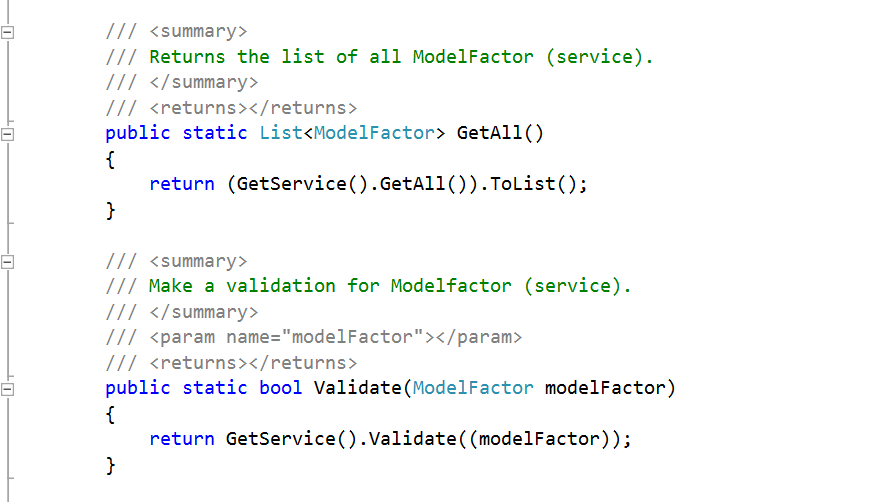 /// <summary>
/// Returns the list of all ModelFactor (service).
/// </summary>
/// <returns></returns>
public static List<ModelFactor> GetAll()
{
    return (GetService().GetAll()).ToList();
}
/// <summary>
/// Make a validation for Modelfactor (service).
/// </summary>
/// <param name="modelFactor"></param>
/// <returns></returns>
public static bool Validate(ModelFactor modelFactor)
{
    return GetService().Validate((modelFactor));
}